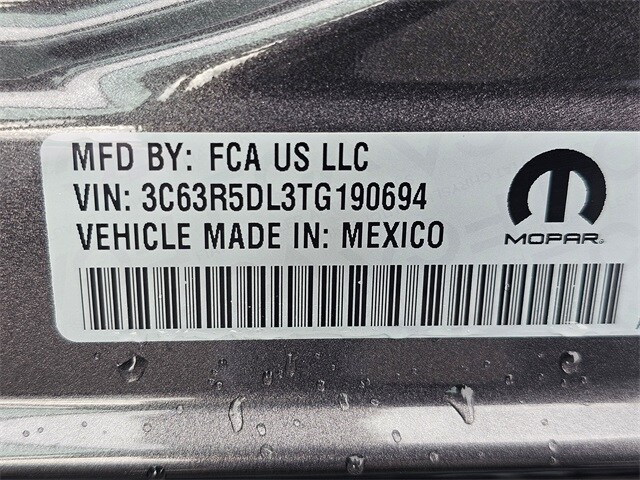 MFD BY: FCA US LLC
VIN: 3C63R5DL3TG190694
VEHICLE MADE IN: MEXICO
MOPAR